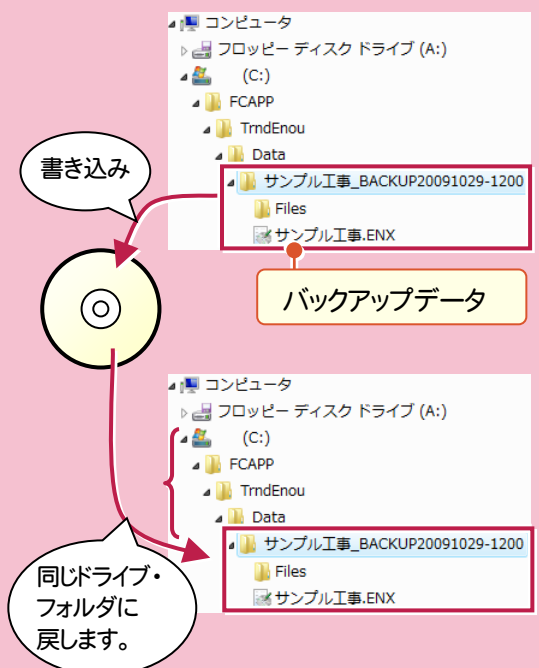 コンピュータ
フロッピー ディスク ドライブ (A:)
(C:)
FCAPP
TrndEnou
Data
書き込み
サンプル工事_BACKUP20091029-1200
Files
サンプル工事.ENX
バックアップデータ
コンピュータ
フロッピー ディスク ドライブ (A:)
(C:)
FCAPP
TrndEnou
Data
サンプル工事_BACKUP20091029-1200
Files
サンプル工事.ENX
同じドライブ・
フォルダに
戻します。